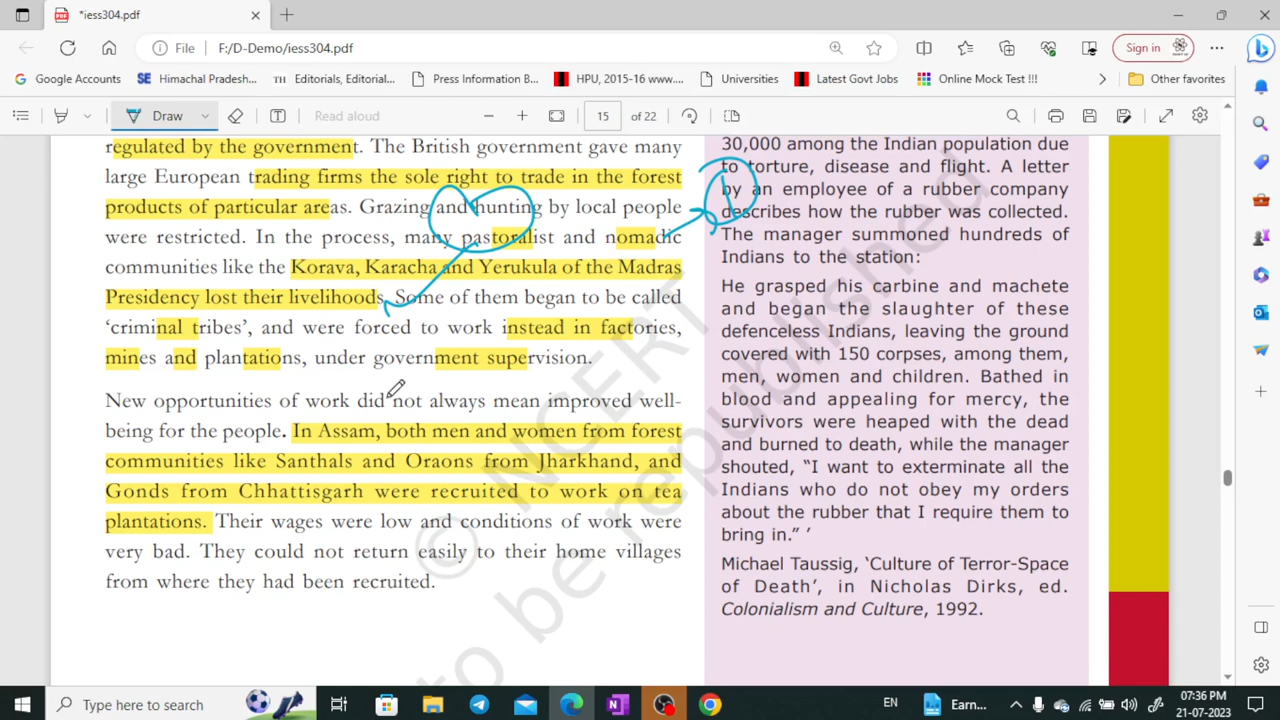 *iess304.pdf
File
F:/D-Demo/iess304.pdf
Sign in
Google Accounts
SE Himachal Pradesh...
TH Editorials, Editorial...
Press Information B...
HPU, 2015-16 www....
Universities
Latest Govt Jobs
Online Mock Test !!!
Other favorites
Draw
Read aloud
15 of 22
regulated by the government. The British government gave many
large European trading firms the sole right to trade in the forest
products of particular areas. Grazing and hunting by local people
were restricted. In the process, many pastoralist and nomadic
communities like the Korava, Karacha and Yerukula of the Madras
Presidency lost their livelihoods. Some of them began to be called
‘criminal tribes’, and were forced to work instead in factories,
mines and plantations, under government supervision.
New opportunities of work did not always mean improved well-
being for the people. In Assam, both men and women from forest
communities like Santhals and Oraons from Jharkhand, and
Gonds from Chhattisgarh were recruited to work on tea
plantations. Their wages were low and conditions of work were
very bad. They could not return easily to their home villages
from where they had been recruited.
30,000 among the Indian population due
to torture, disease and flight. A letter
by an employee of a rubber company
describes how the rubber was collected.
The manager summoned hundreds of
Indians to the station:
He grasped his carbine and machete
and began the slaughter of these
defenceless Indians, leaving the ground
covered with 150 corpses, among them,
men, women and children. Bathed in
blood and appealing for mercy, the
survivors were heaped with the dead
and burned to death, while the manager
shouted, “I want to exterminate all the
Indians who do not obey my orders
about the rubber that I require them to
bring in.” ’
Michael Taussig, ‘Culture of Terror-Space
of Death’, in Nicholas Dirks, ed.
Colonialism and Culture, 1992.
© NCERT
to be republished
Type here to search
Earn...
EN
07:36 PM
21-07-2023